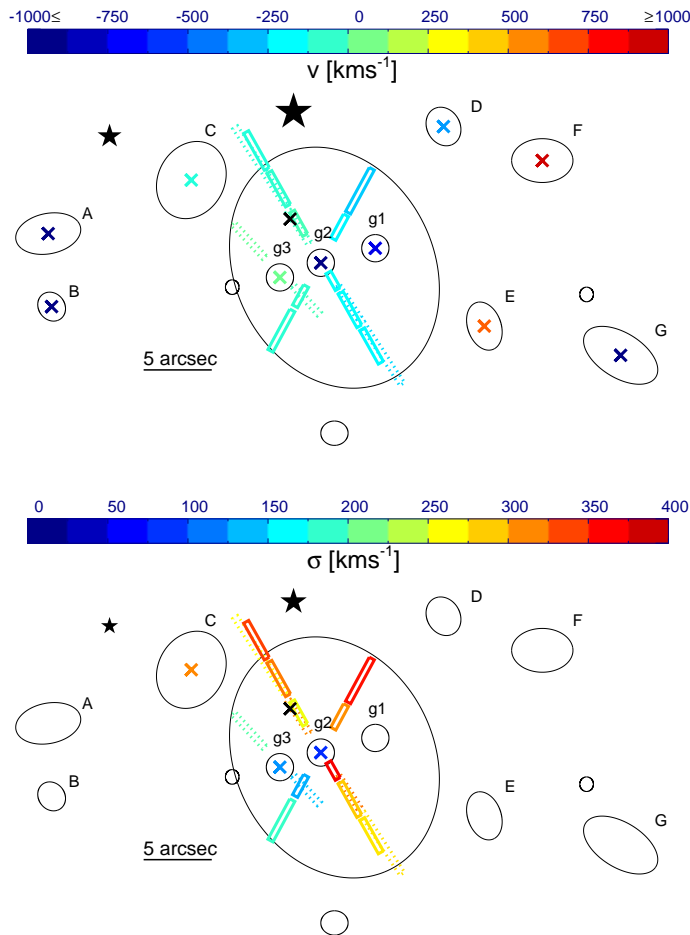 -1000≤ -750 -500 -250 0 250 500 750 ≥1000
v [kms⁻¹]
D
C F
A g1
g2
g3
B E
G
5 arcsec
0 50 100 150 200 250 300 350 400
σ [kms⁻¹]
D
C F
A g1
g2
g3
B E
G
5 arcsec